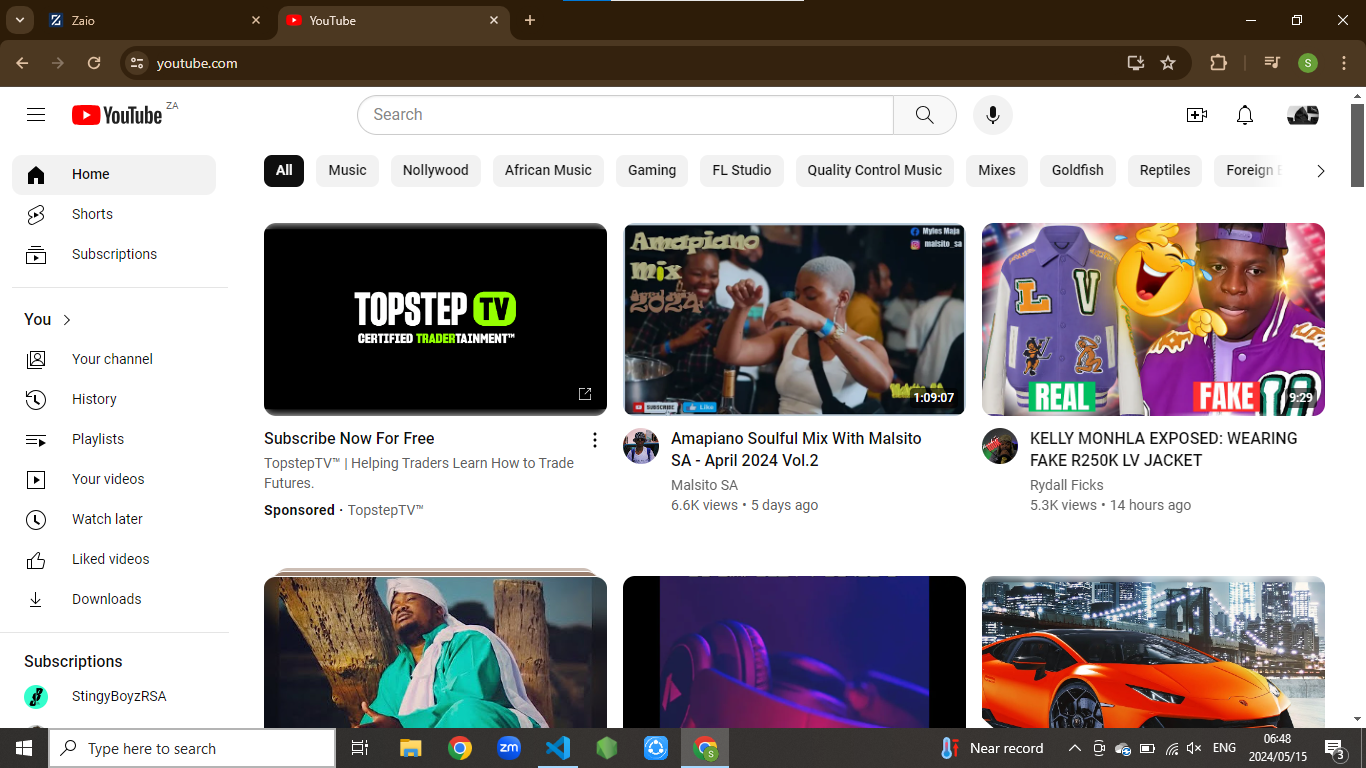 Zaio
YouTube
youtube.com
S
YouTube ZA
Search
Home
Shorts
Subscriptions
You
Your channel
History
Playlists
Your videos
Watch later
Liked videos
Downloads
Subscriptions
StingyBoyzRSA
All
Music
Nollywood
African Music
Gaming
FL Studio
Quality Control Music
Mixes
Goldfish
Reptiles
Foreign
TOPSTEP TV
CERTIFIED TRADERTAINMENT™
Subscribe Now For Free
TopstepTV™ | Helping Traders Learn How to Trade
Futures.
Sponsored · TopstepTV™
Amapiano
Mix
2024
Myles Maja
malsito_sa
SUBSCRIBE
Like
1:09:07
Amapiano Soulful Mix With Malsito
SA - April 2024 Vol.2
Malsito SA
6.6K views • 5 days ago
L V
REAL
FAKE
9:29
KELLY MONHLA EXPOSED: WEARING
FAKE R250K LV JACKET
Rydall Ficks
5.3K views • 14 hours ago
Type here to search
zm
S
Near record
ENG
06:48
2024/05/15
3